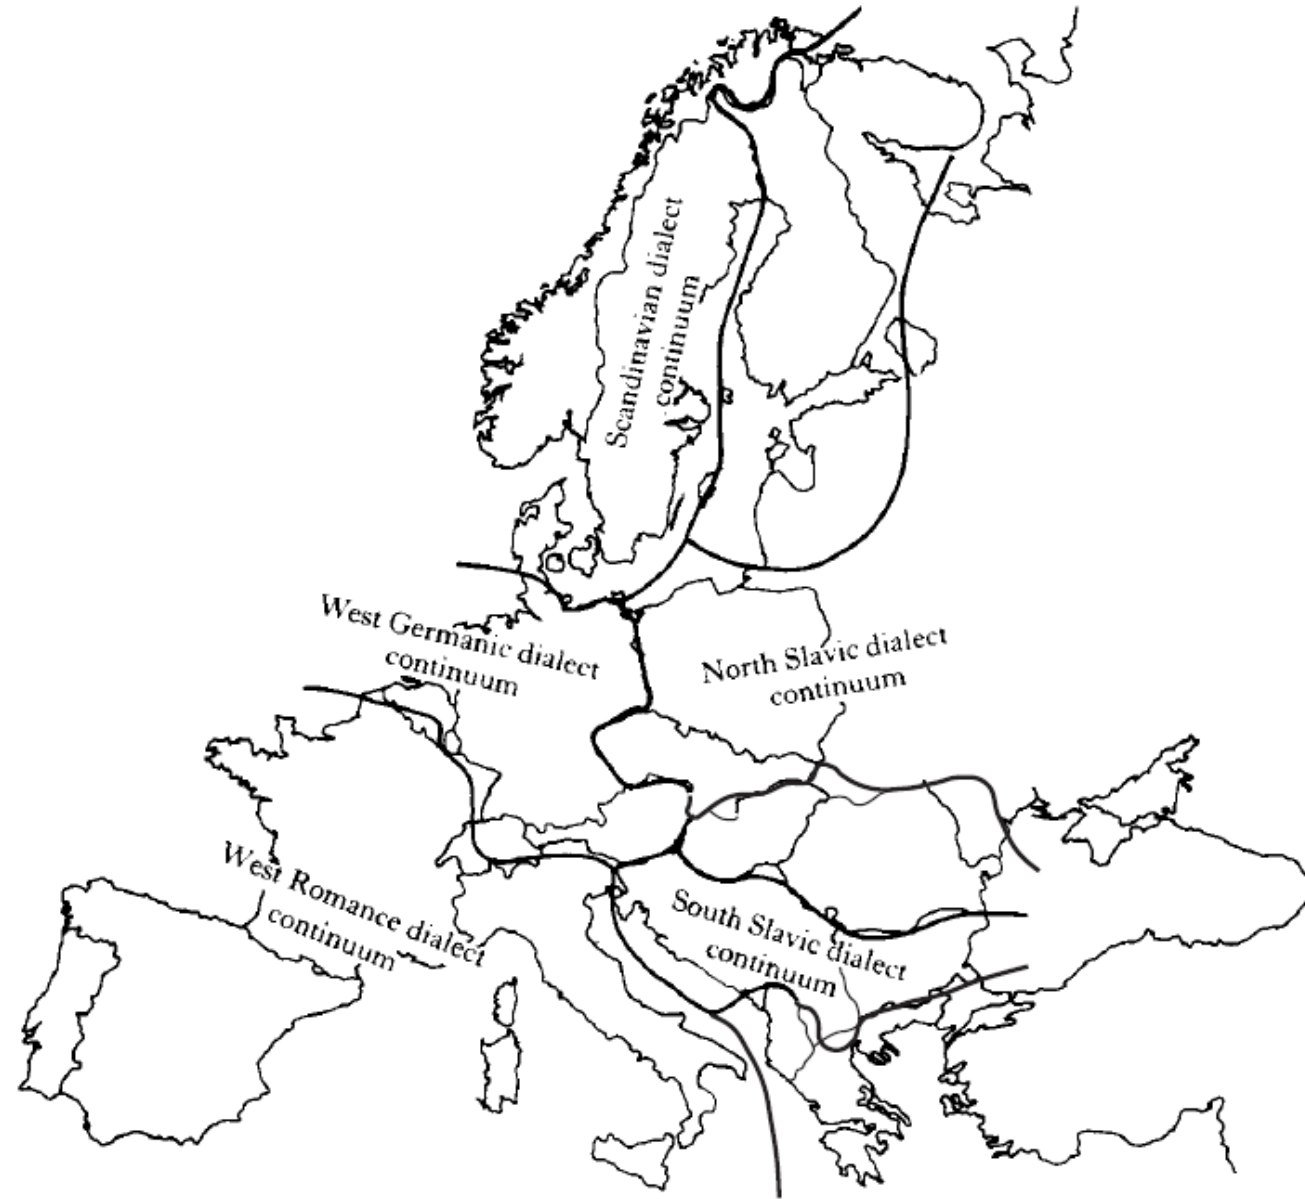 Scandinavian dialect
continuum
West Germanic dialect
continuum
North Slavic dialect
continuum
West Romance dialect
continuum
South Slavic dialect
continuum